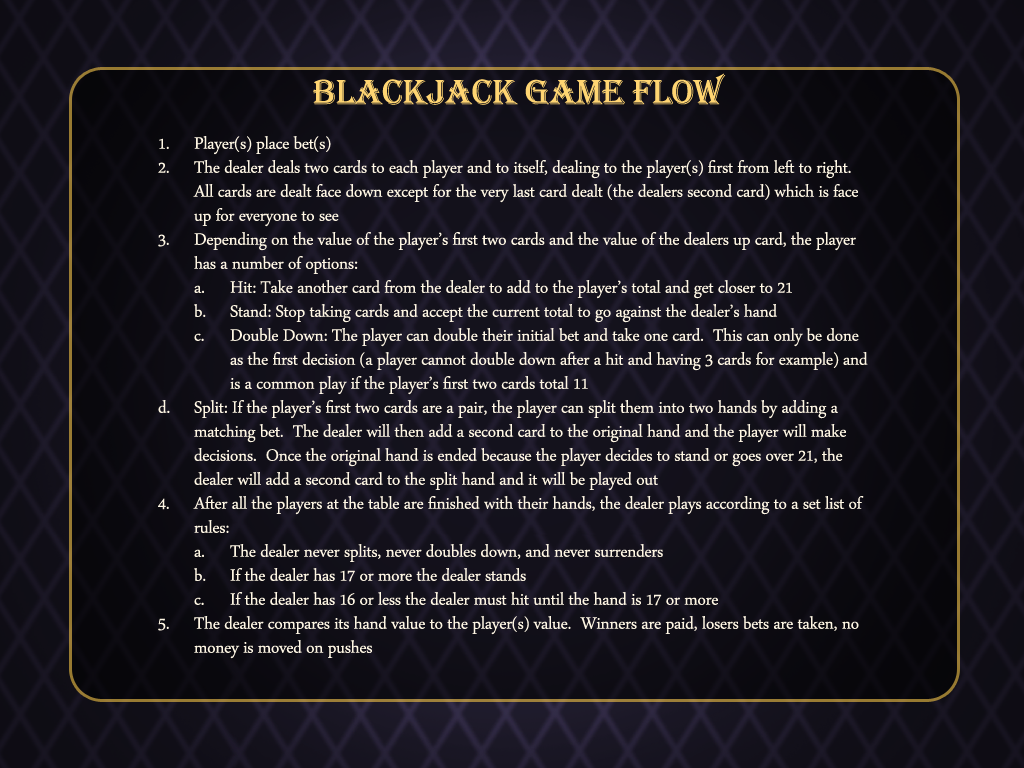 BLACKJACK GAME FLOW
1. Player(s) place bet(s)
2. The dealer deals two cards to each player and to itself, dealing to the player(s) first from left to right.
All cards are dealt face down except for the very last card dealt (the dealers second card) which is face
up for everyone to see
3. Depending on the value of the player’s first two cards and the value of the dealers up card, the player
has a number of options:
a. Hit: Take another card from the dealer to add to the player’s total and get closer to 21
b. Stand: Stop taking cards and accept the current total to go against the dealer’s hand
c. Double Down: The player can double their initial bet and take one card.  This can only be done
as the first decision (a player cannot double down after a hit and having 3 cards for example) and
is a common play if the player’s first two cards total 11
d. Split: If the player’s first two cards are a pair, the player can split them into two hands by adding a
matching bet.  The dealer will then add a second card to the original hand and the player will make
decisions.  Once the original hand is ended because the player decides to stand or goes over 21, the
dealer will add a second card to the split hand and it will be played out
4. After all the players at the table are finished with their hands, the dealer plays according to a set list of
rules:
a. The dealer never splits, never doubles down, and never surrenders
b. If the dealer has 17 or more the dealer stands
c. If the dealer has 16 or less the dealer must hit until the hand is 17 or more
5. The dealer compares its hand value to the player(s) value.  Winners are paid, losers bets are taken, no
money is moved on pushes